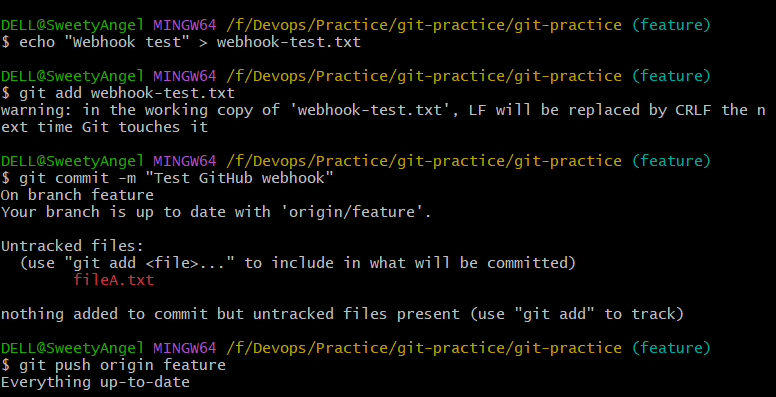 DELL@SweetyAngel MINGW64 /f/Devops/Practice/git-practice/git-practice (feature)
$ echo "Webhook test" > webhook-test.txt
DELL@SweetyAngel MINGW64 /f/Devops/Practice/git-practice/git-practice (feature)
$ git add webhook-test.txt
warning: in the working copy of 'webhook-test.txt', LF will be replaced by CRLF the n
ext time Git touches it
DELL@SweetyAngel MINGW64 /f/Devops/Practice/git-practice/git-practice (feature)
$ git commit -m "Test GitHub webhook"
On branch feature
Your branch is up to date with 'origin/feature'.
Untracked files:
  (use "git add <file>..." to include in what will be committed)
        fileA.txt
nothing added to commit but untracked files present (use "git add" to track)
DELL@SweetyAngel MINGW64 /f/Devops/Practice/git-practice/git-practice (feature)
$ git push origin feature
Everything up-to-date